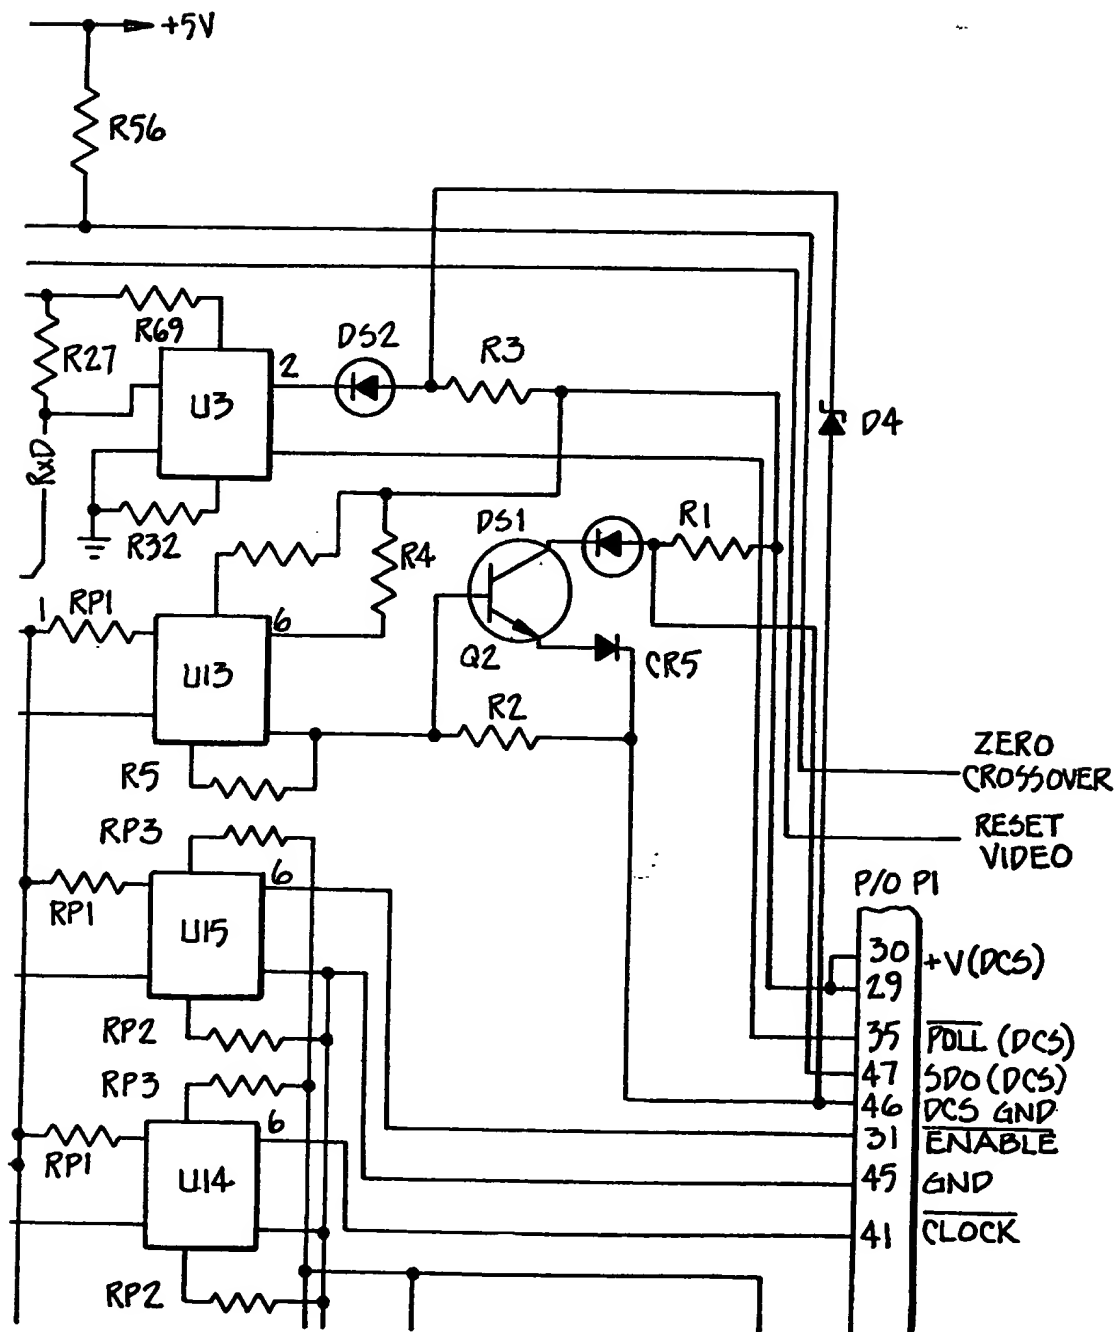 +5V
R56
R69
DS2
R3
R27
2
U3
D4
RxD
R32
DS1
R1
R4
1
RP1
6
U13
Q2
CR5
R2
R5
ZERO
CROSSOVER
RP3
RESET
VIDEO
6
P/O P1
RP1
U15
30
+V(DCS)
29
RP2
35
POLL (DCS)
RP3
47
SDO (DCS)
46
DCS GND
6
31
ENABLE
RP1
U14
45
GND
41
CLOCK
RP2